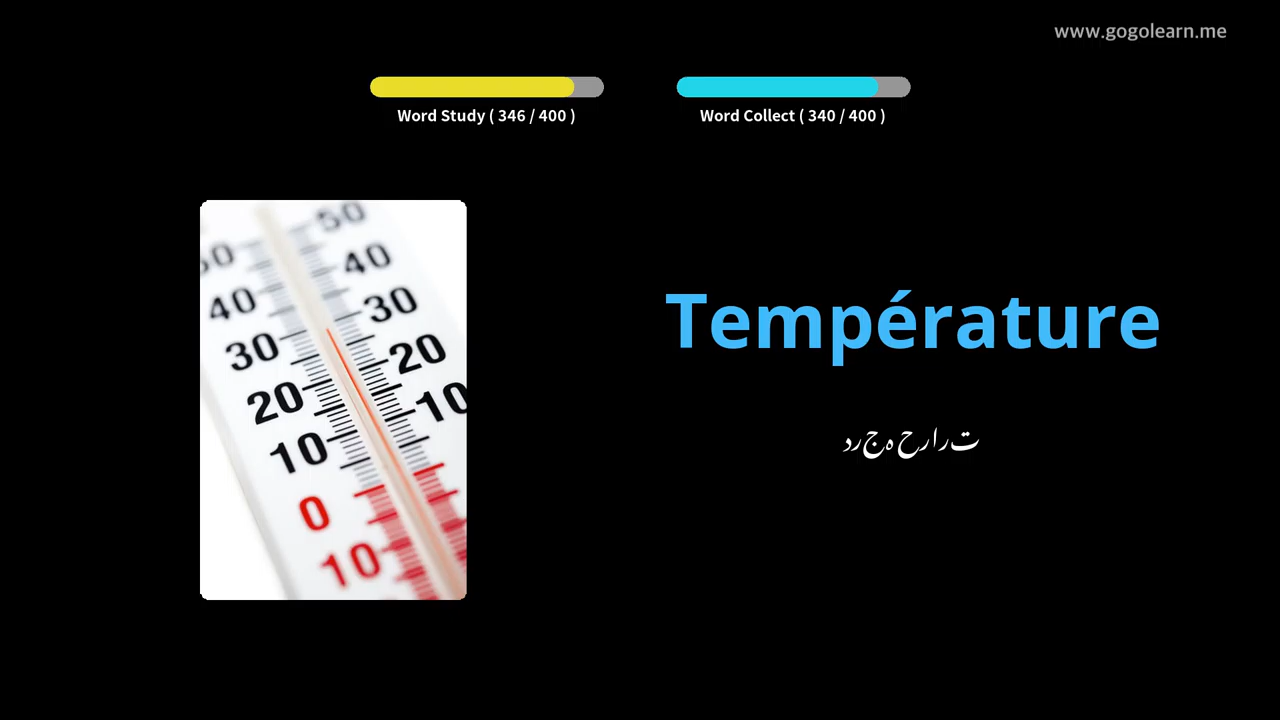 www.gogolearn.me
Word Study ( 346 / 400 )
Word Collect ( 340 / 400 )
50
40
30
20
10
50
40
30
20
10
0
10
Température
درجہ حرارت